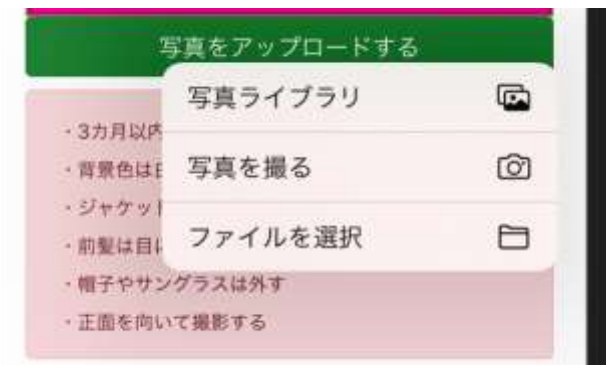 写真をアップロードする
写真ライブラリ
写真を撮る
ファイルを選択
・3カ月以内
・背景色は
・ジャケット
・前髪は目に
・帽子やサングラスは外す
・正面を向いて撮影する